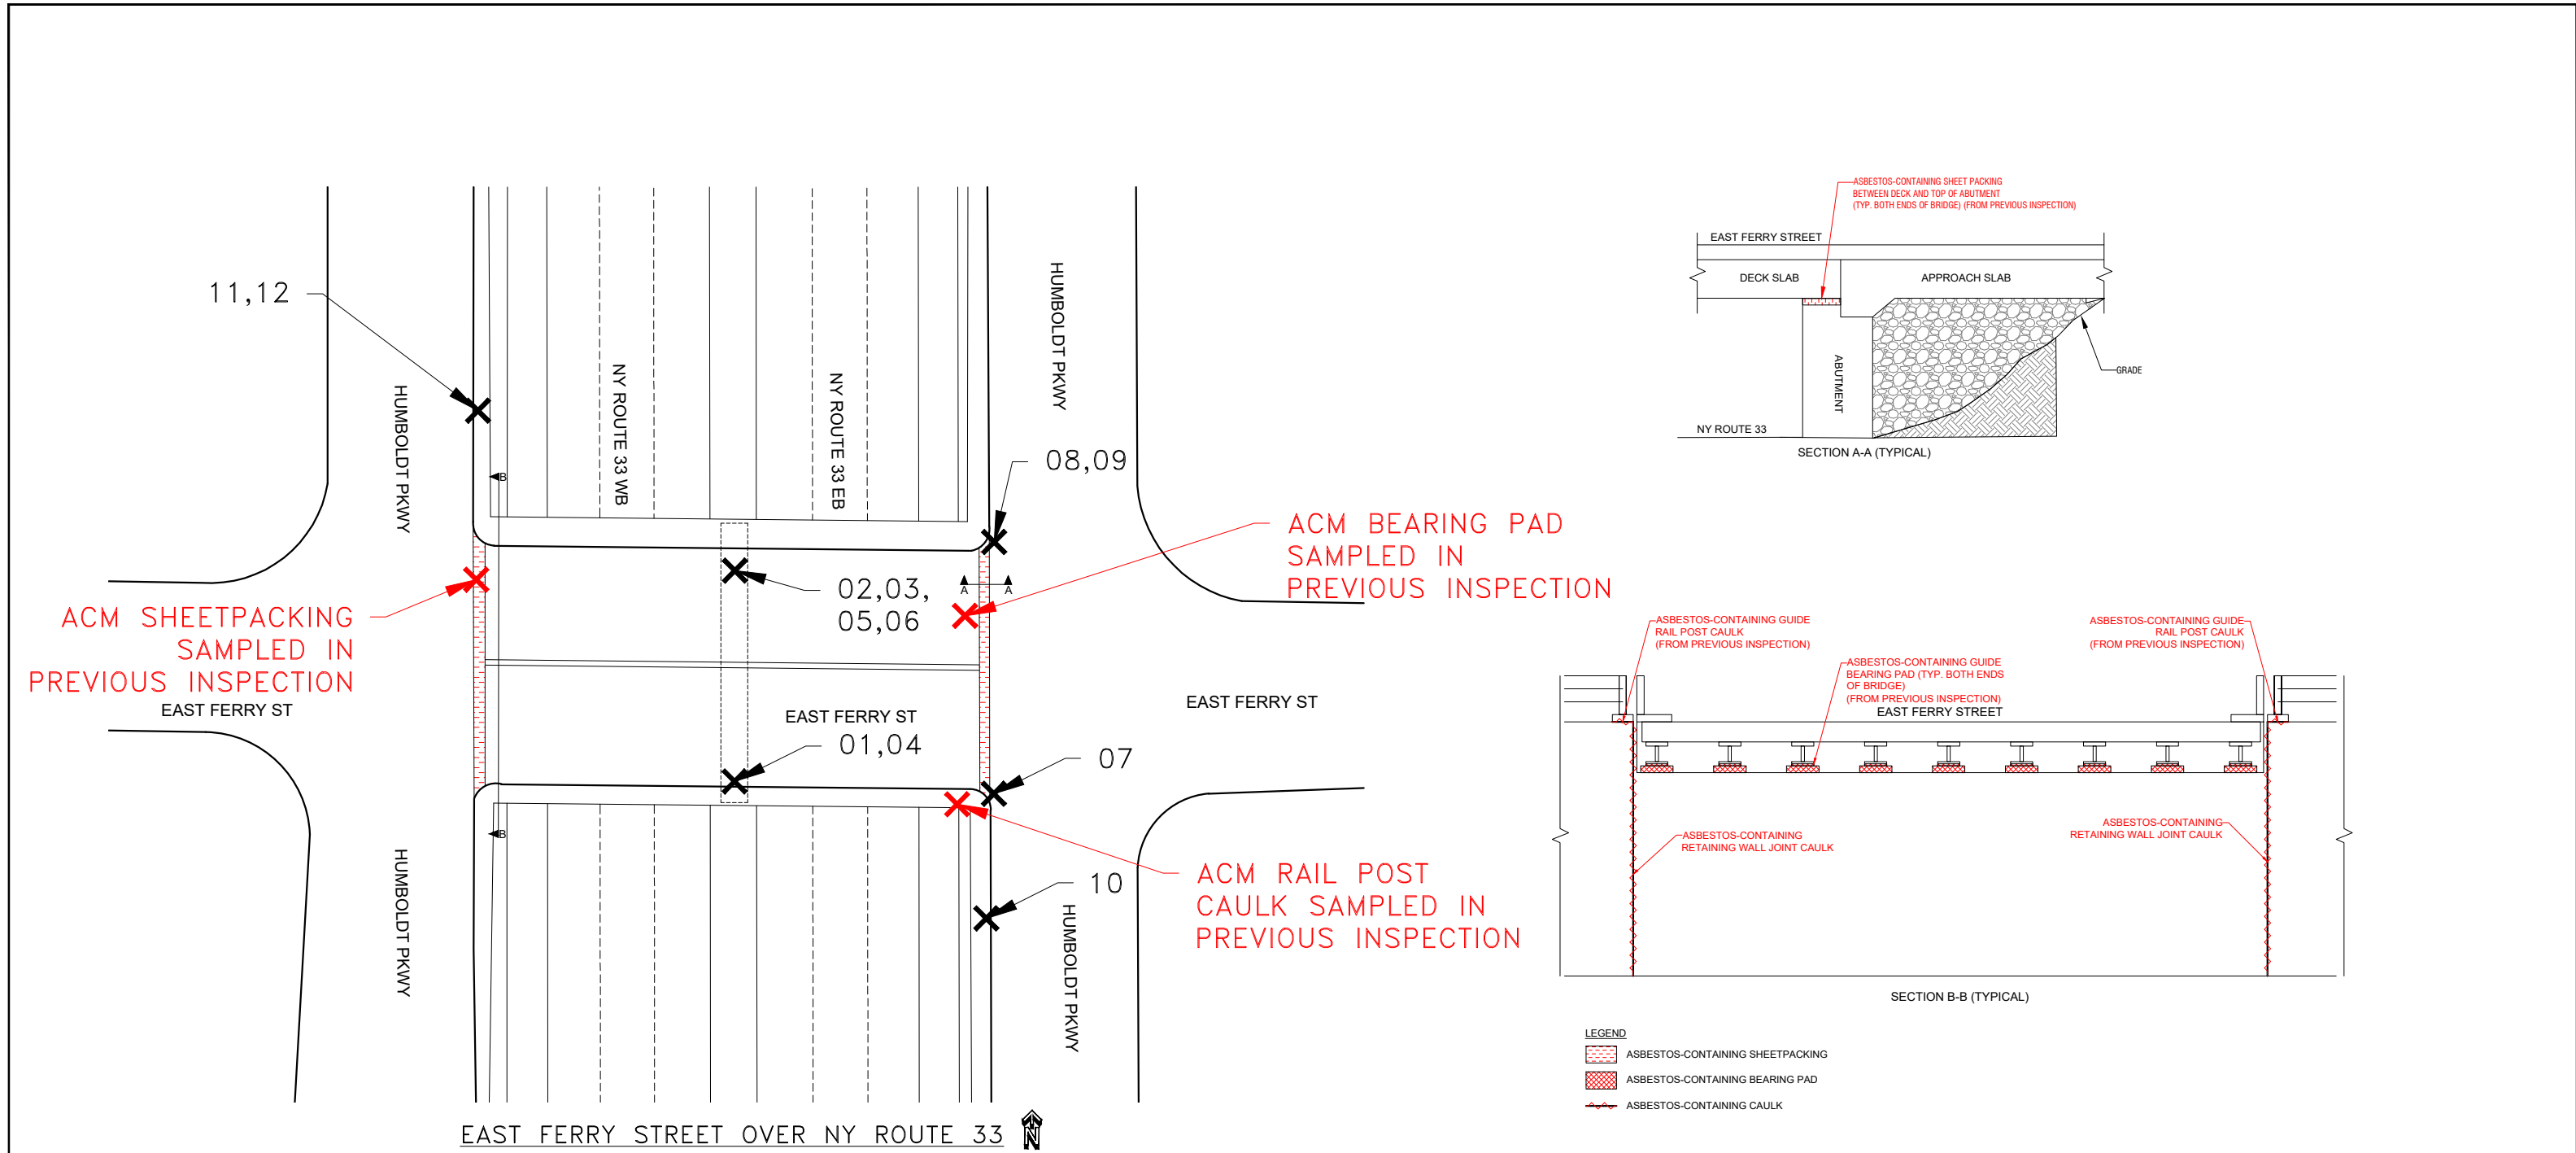 11,12
HUMBOLDT PKWY
NY ROUTE 33 WB
NY ROUTE 33 EB
HUMBOLDT PKWY
B
08,09
ACM BEARING PAD
SAMPLED IN
PREVIOUS INSPECTION
02,03,
05,06
A
A
ACM SHEETPACKING
SAMPLED IN
PREVIOUS INSPECTION
EAST FERRY ST
EAST FERRY ST
EAST FERRY ST
01,04
07
B
HUMBOLDT PKWY
ACM RAIL POST
CAULK SAMPLED IN
PREVIOUS INSPECTION
10
HUMBOLDT PKWY
EAST FERRY STREET OVER NY ROUTE 33
N
ASBESTOS-CONTAINING SHEET PACKING
BETWEEN DECK AND TOP OF ABUTMENT
(TYP. BOTH ENDS OF BRIDGE) (FROM PREVIOUS INSPECTION)
EAST FERRY STREET
DECK SLAB
APPROACH SLAB
ABUTMENT
GRADE
NY ROUTE 33
SECTION A-A (TYPICAL)
ASBESTOS-CONTAINING GUIDE
RAIL POST CAULK
(FROM PREVIOUS INSPECTION)
ASBESTOS-CONTAINING GUIDE
BEARING PAD (TYP. BOTH ENDS
OF BRIDGE)
(FROM PREVIOUS INSPECTION)
EAST FERRY STREET
ASBESTOS-CONTAINING GUIDE
RAIL POST CAULK
(FROM PREVIOUS INSPECTION)
ASBESTOS-CONTAINING
RETAINING WALL JOINT CAULK
ASBESTOS-CONTAINING
RETAINING WALL JOINT CAULK
SECTION B-B (TYPICAL)
LEGEND
ASBESTOS-CONTAINING SHEETPACKING
ASBESTOS-CONTAINING BEARING PAD
ASBESTOS-CONTAINING CAULK